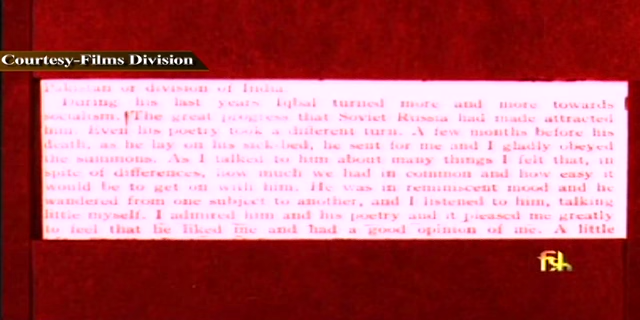 Courtesy-Films Division
Pakistan or division of India.
During his last years Iqbal turned more and more towards
socialism. The great progress that Soviet Russia had made attracted
him. Even his poetry took a different turn. A few months before his
death, as he lay on his sick-bed, he sent for me and I gladly obeyed
the summons. As I talked to him about many things I felt that, in
spite of differences, how much we had in common and how easy it
would be to get on with him. He was in reminiscent mood and he
wandered from one subject to another, and I listened to him, talking
little myself. I admired him and his poetry and it pleased me greatly
to feel that he liked me and had a good opinion of me. A little